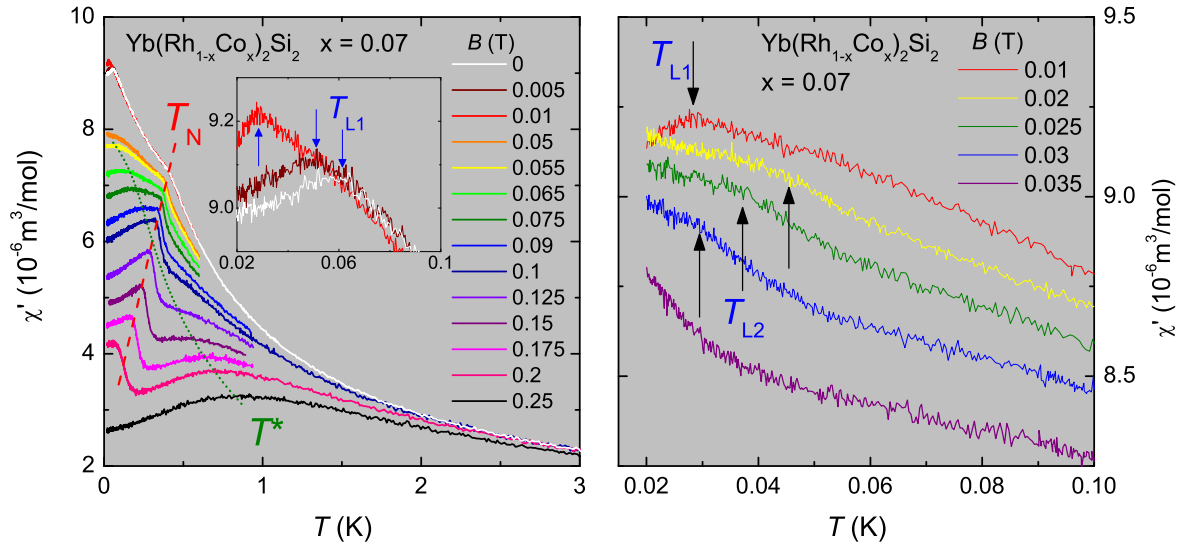 Yb(Rh1-xCox)2Si2 x = 0.07
B (T)
0
0.005
0.01
0.05
0.055
0.065
0.075
0.09
0.1
0.125
0.15
0.175
0.2
0.25
TN
T*
TL1
9.2
9.0
0.02
0.06
0.1
10
8
6
4
2
χ' (10-6m3/mol)
0
1
2
3
T (K)
Yb(Rh1-xCox)2Si2
x = 0.07
B (T)
0.01
0.02
0.025
0.03
0.035
TL1
TL2
9.5
9.0
8.5
χ' (10-6m3/mol)
0.02
0.04
0.06
0.08
0.10
T (K)